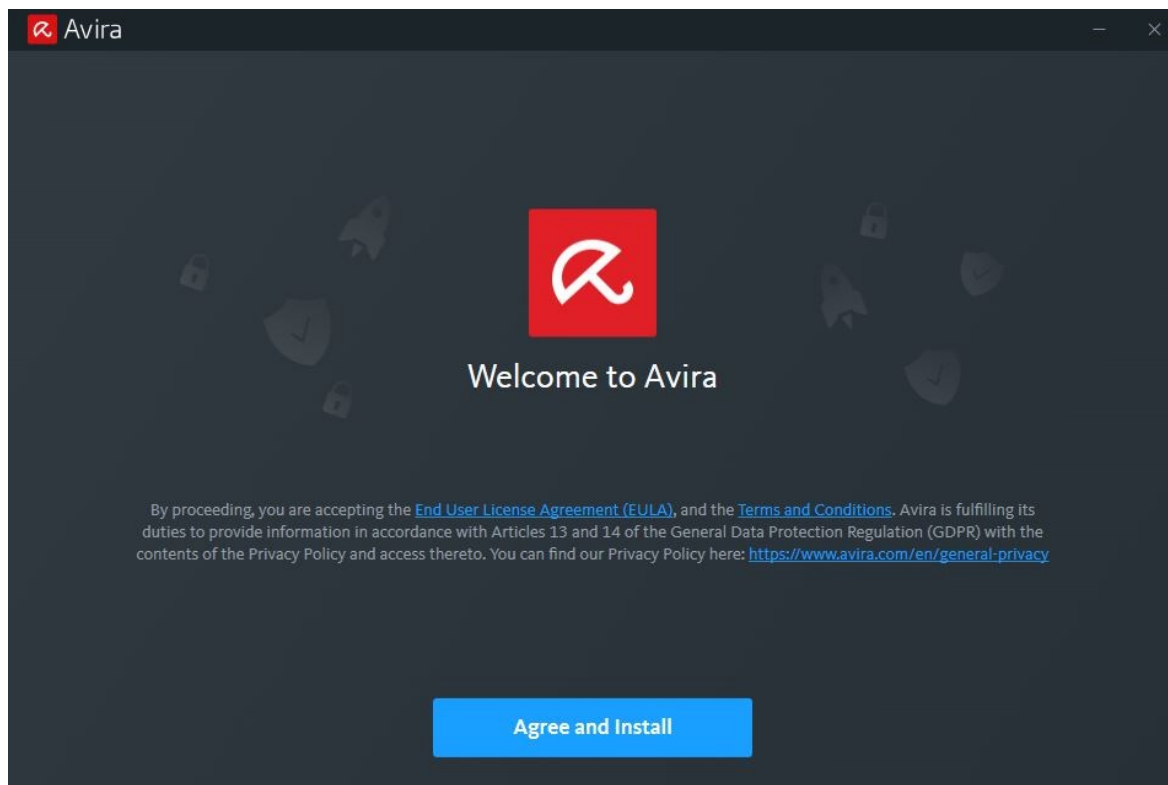 Avira
Welcome to Avira
By proceeding, you are accepting the End User License Agreement (EULA), and the Terms and Conditions. Avira is fulfilling its
duties to provide information in accordance with Articles 13 and 14 of the General Data Protection Regulation (GDPR) with the
contents of the Privacy Policy and access thereto. You can find our Privacy Policy here: https://www.avira.com/en/general-privacy
Agree and Install